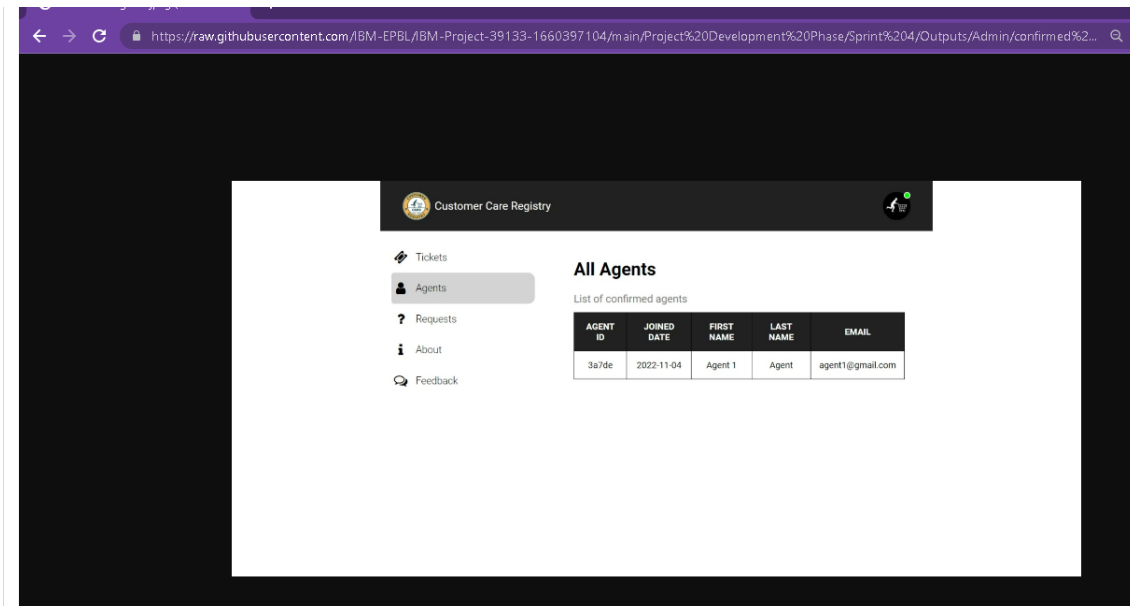 https://raw.githubusercontent.com/IBM-EPBL/IBM-Project-39133-1660397104/main/Project%20Development%20Phase/Sprint%204/Outputs/Admin/confirmed%2...
Customer Care Registry
Tickets
Agents
Requests
About
Feedback
All Agents
List of confirmed agents
AGENT ID JOINED DATE FIRST NAME LAST NAME EMAIL
3a7de 2022-11-04 Agent 1 Agent agent1@gmail.com